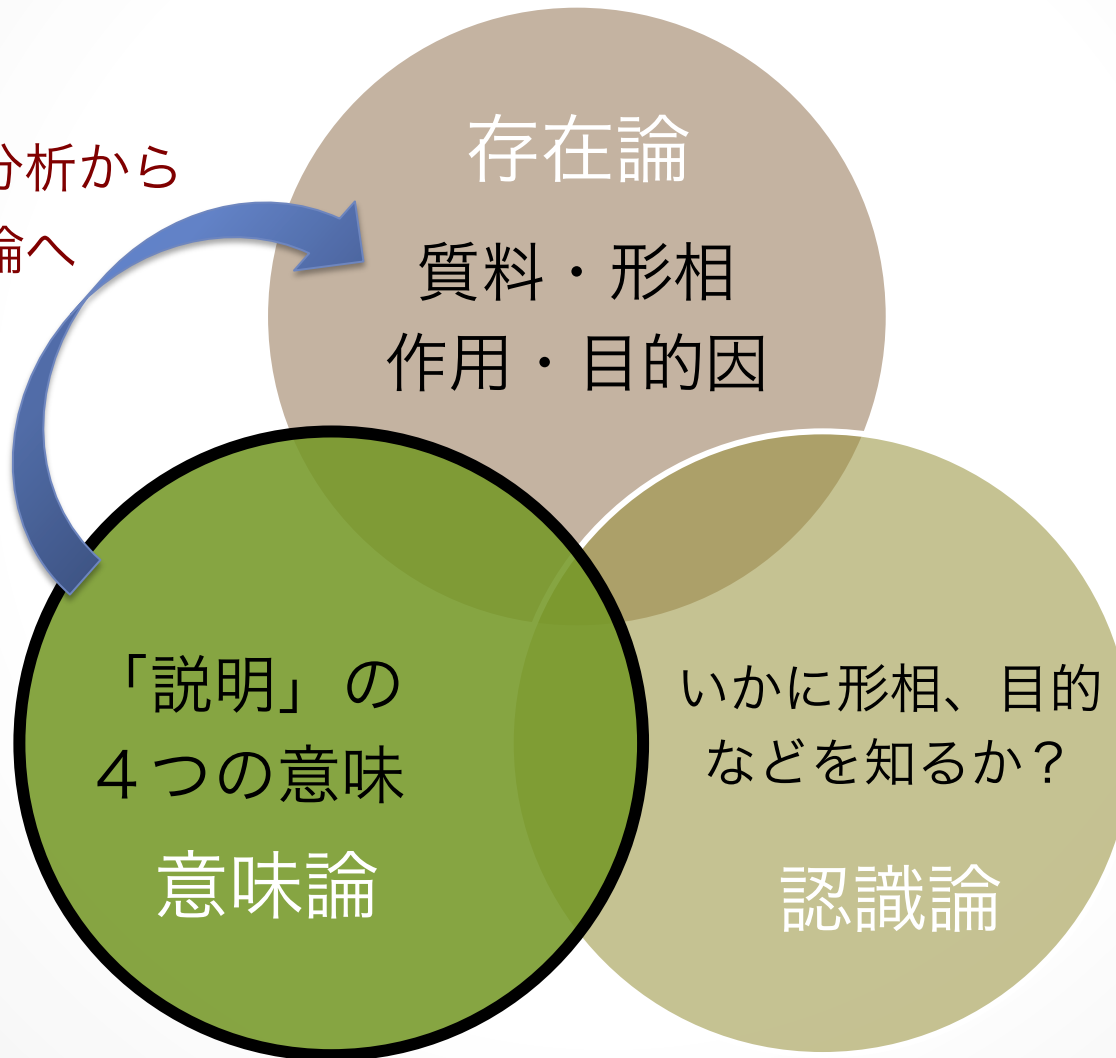 存在論
分析から
論へ
質料・形相
作用・目的因
「説明」の
４つの意味
意味論
いかに形相、目的
などを知るか？
認識論